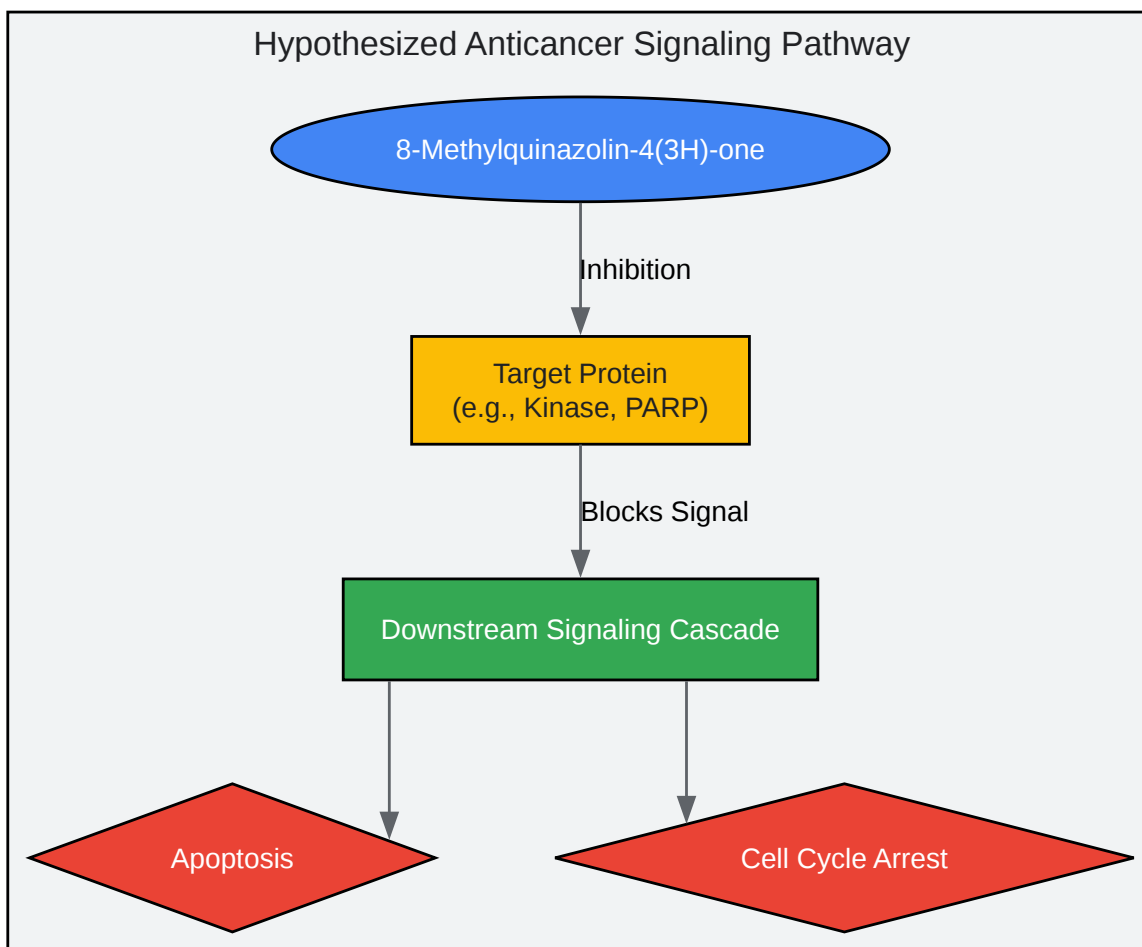 Hypothesized Anticancer Signaling Pathway
8-Methylquinazolin-4(3H)-one
Inhibition
Target Protein
(e.g., Kinase, PARP)
Blocks Signal
Downstream Signaling Cascade
Apoptosis
Cell Cycle Arrest